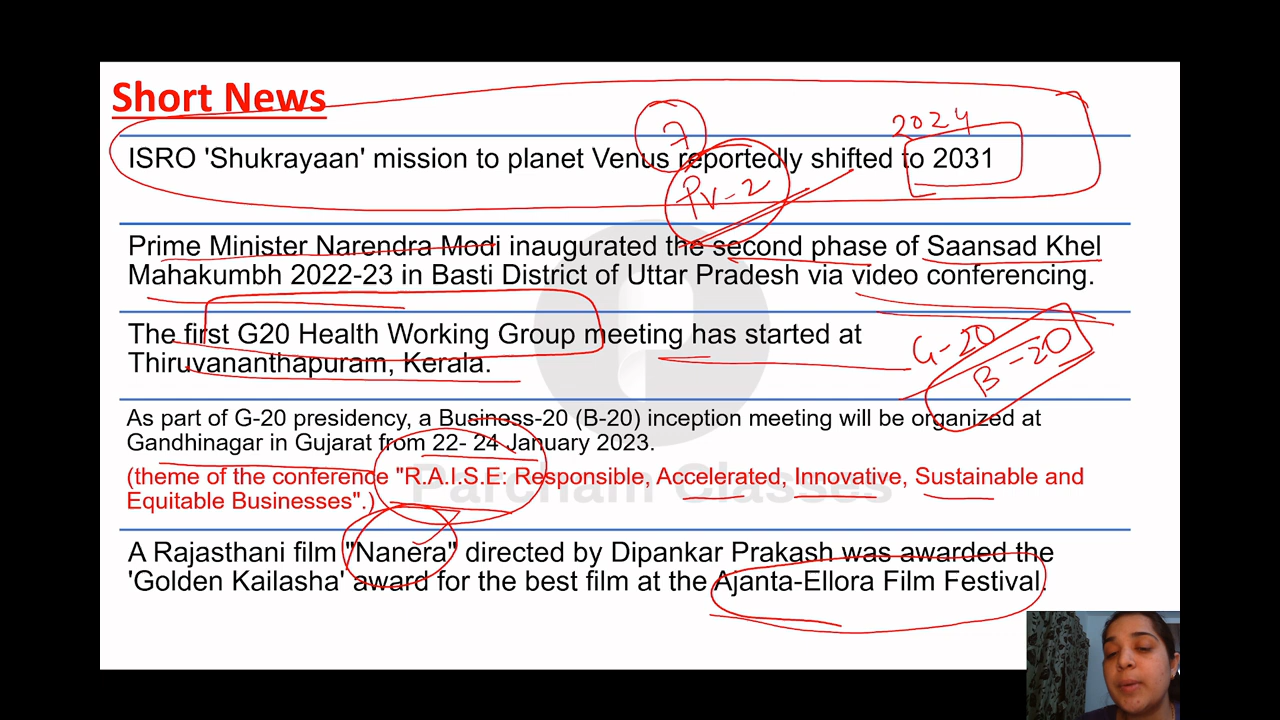 Short News
2024
7
ISRO 'Shukrayaan' mission to planet Venus reportedly shifted to 2031
PV-2
Prime Minister Narendra Modi inaugurated the second phase of Saansad Khel
Mahakumbh 2022-23 in Basti District of Uttar Pradesh via video conferencing.
The first G20 Health Working Group meeting has started at
Thiruvananthapuram, Kerala.
G-20
B-20
As part of G-20 presidency, a Business-20 (B-20) inception meeting will be organized at
Gandhinagar in Gujarat from 22- 24 January 2023.
(theme of the conference "R.A.I.S.E: Responsible, Accelerated, Innovative, Sustainable and
Equitable Businesses".)
Parcham Classes
A Rajasthani film "Nanera" directed by Dipankar Prakash was awarded the
'Golden Kailasha' award for the best film at the Ajanta-Ellora Film Festival.